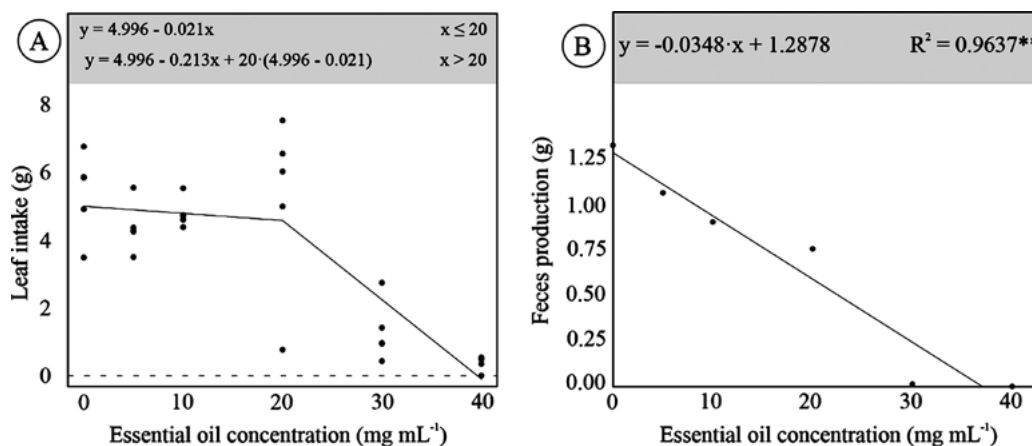 A
y = 4.996 - 0.021x x ≤ 20
y = 4.996 - 0.213x + 20·(4.996 - 0.021) x > 20
8
6
4
2
0
Leaf intake (g)
0 10 20 30 40
Essential oil concentration (mg mL⁻¹)
B
y = -0.0348·x + 1.2878 R² = 0.9637**
1.25
1.00
0.75
0.50
0.25
0.00
Feces production (g)
0 10 20 30 40
Essential oil concentration (mg mL⁻¹)